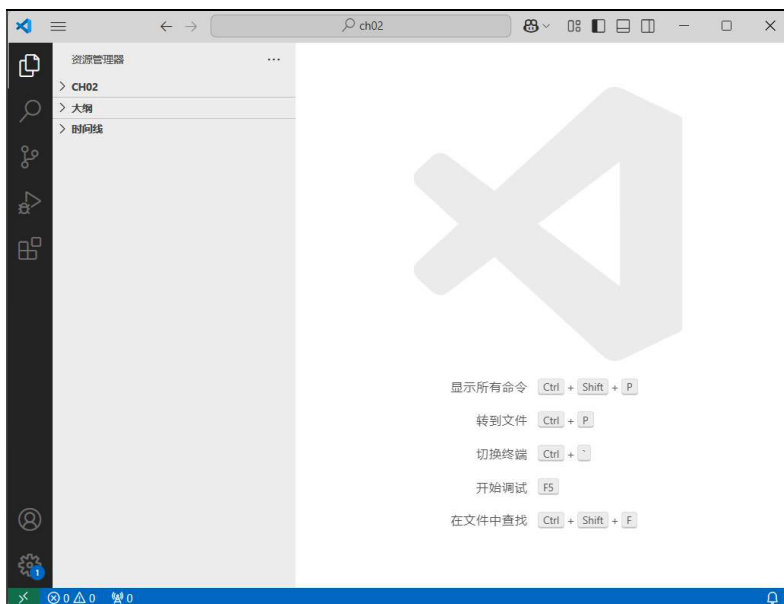 ch02
资源管理器 ...
CH02
大纲
时间线
显示所有命令 Ctrl + Shift + P
转到文件 Ctrl + P
切换终端 Ctrl + `
开始调试 F5
在文件中查找 Ctrl + Shift + F
1
0 0 0